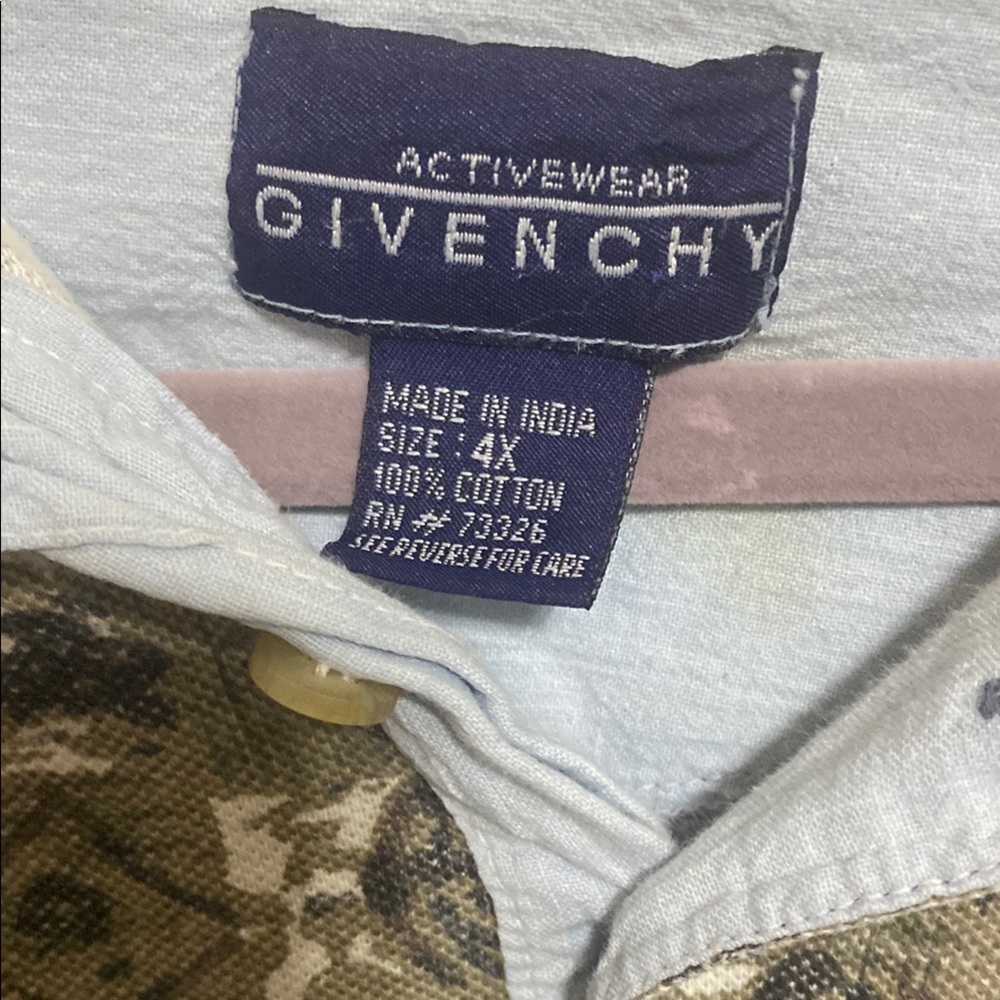 ACTIVEWEAR
GIVENCHY
MADE IN INDIA
SIZE : 4X
100% COTTON
RN # 73326
SEE REVERSE FOR CARE